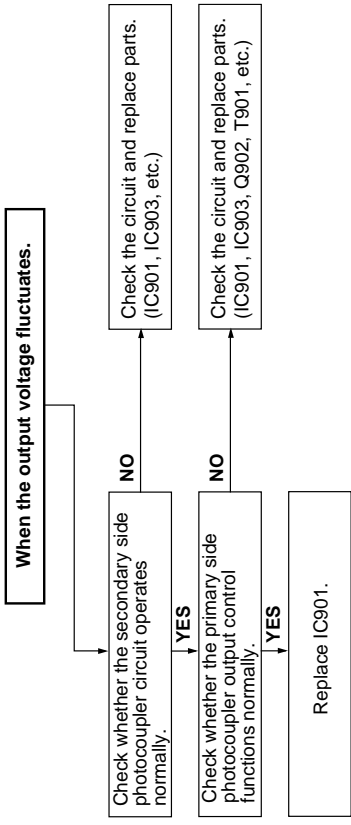 When the output voltage fluctuates.
Check whether the secondary side
photocoupler circuit operates
normally.
NO
Check the circuit and replace parts.
(IC901, IC903, etc.)
YES
Check whether the primary side
photocoupler output control
functions normally.
NO
Check the circuit and replace parts.
(IC901, IC903, Q902, T901, etc.)
YES
Replace IC901.